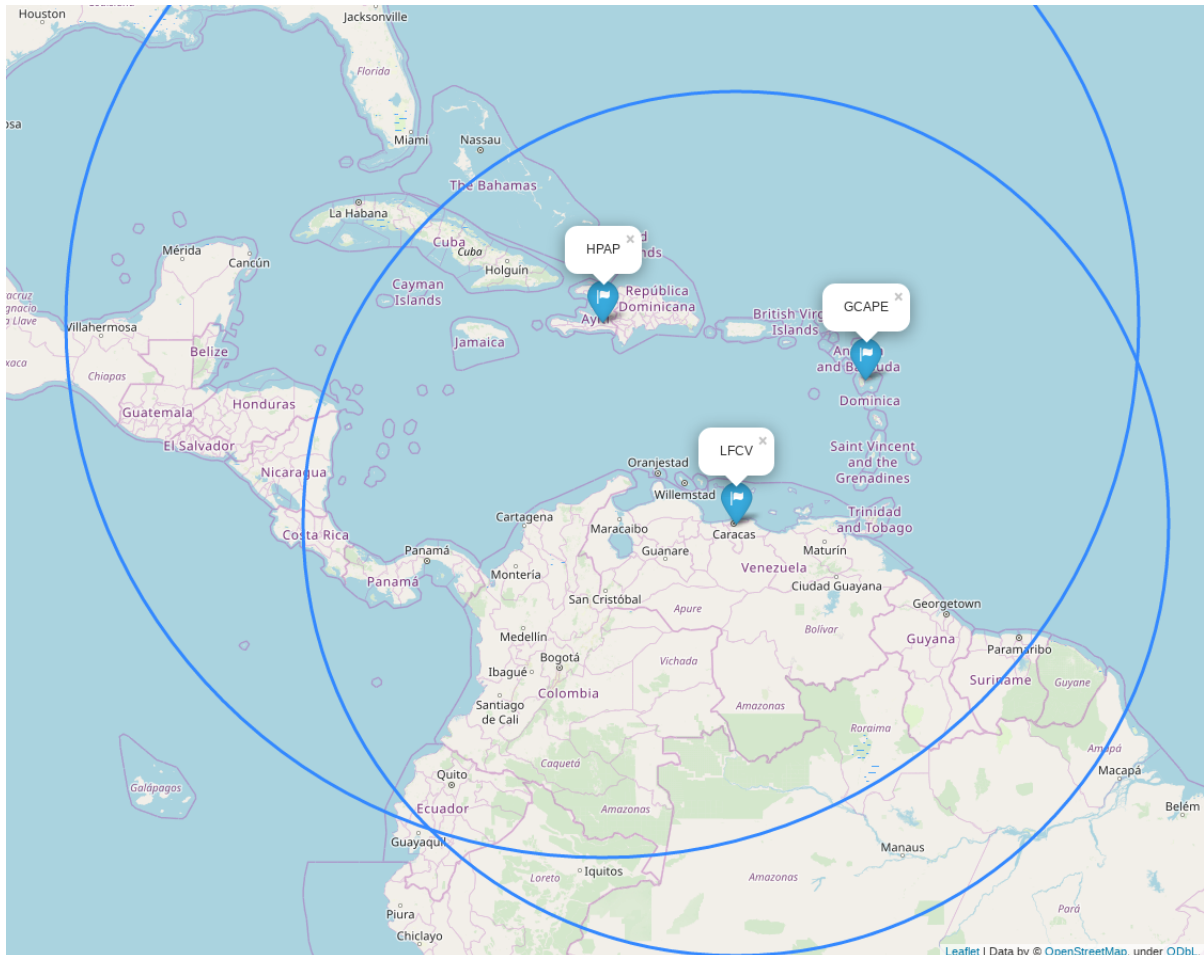 Houston
Jacksonville
Florida
Miami
Nassau
The Bahamas
La Habana
Cuba
Cuba
Holguín
HPAP
×
Mérida
Cancún
Cayman
Islands
República
Dominicana
GCAPE
×
British Virg
Islands
Villahermosa
Jamaica
Belize
Chiapas
Dominica
Guatemala
Honduras
El Salvador
Nicaragua
LFCV
×
Saint Vincent
and the
Grenadines
Oranjestad
Willemstad
Trinidad
and Tobago
Costa Rica
Cartagena
Maracaibo
Caracas
Panamá
Panamá
Guanare
Maturín
Montería
Venezuela
San Cristóbal
Ciudad Guayana
Apure
Georgetown
Bolívar
Medellín
Guyana
Paramaribo
Bogotá
Ibagué
Vichada
Suriname
Guyane
Colombia
Santiago
de Cali
Amazonas
Roraima
Amapá
Quito
Caquetá
Macapá
Galápagos
Ecuador
Amazonas
Belém
Guayaquil
Manaus
Iquitos
Loreto
Amazonas
Piura
Pará
Chiclayo
Leaflet | Data by © OpenStreetMap, under ODbL.